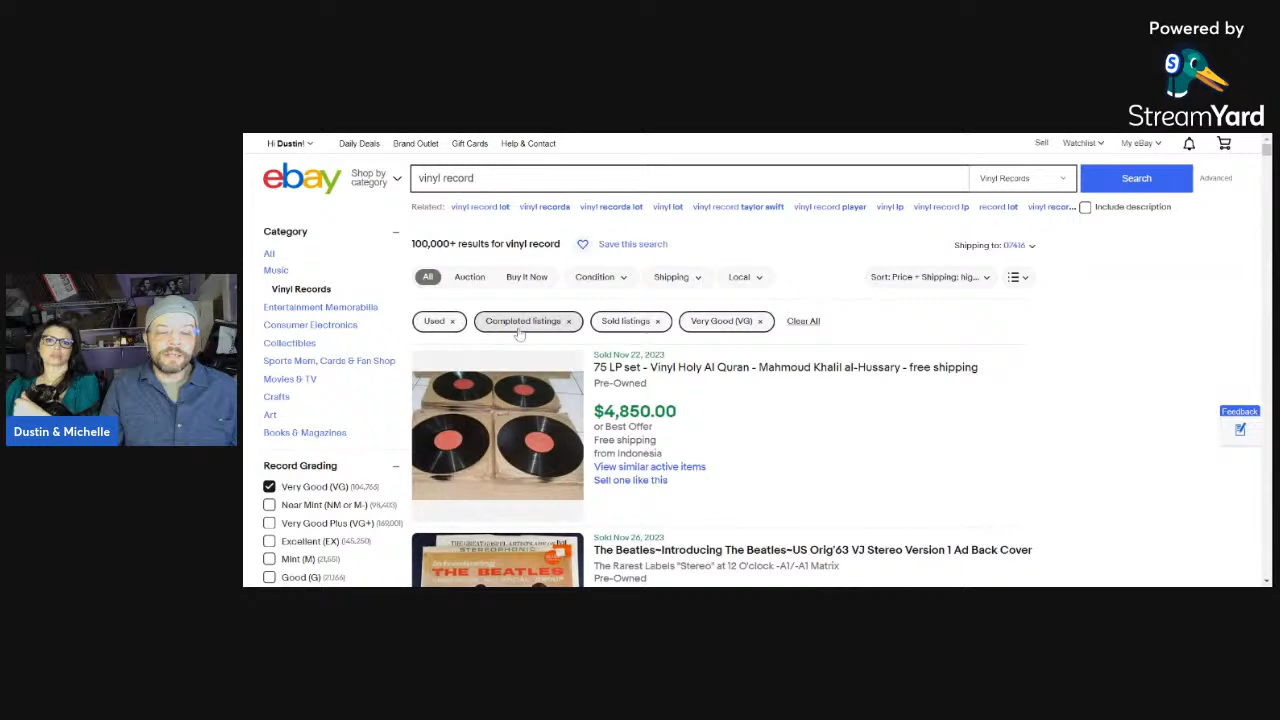 Powered by
S
StreamYard
Hi Dustin!
Daily Deals
Brand Outlet
Gift Cards
Help & Contact
Sell
Watchlist
My eBay
ebay
Shop by category
vinyl record
Vinyl Records
Search
Advanced
Related: vinyl record lot vinyl records vinyl records lot vinyl lot vinyl record taylor swift vinyl record player vinyl lp vinyl record lp record lot vinyl recor...
Include description
Category
All
Music
Vinyl Records
Entertainment Memorabilia
Consumer Electronics
Collectibles
Sports Mem, Cards & Fan Shop
Movies & TV
Crafts
Art
Books & Magazines
Record Grading
Very Good (VG) (104,766)
Near Mint (NM or M-)
Very Good Plus (VG+)
Excellent (EX) (145,250)
Mint (M)
Good (G)
100,000+ results for vinyl record
Save this search
Shipping to: 07416
All
Auction
Buy It Now
Condition
Shipping
Local
Sort: Price + Shipping: hig...
Used ×
Completed listings ×
Sold listings ×
Very Good (VG) ×
Clear All
Sold Nov 22, 2023
75 LP set - Vinyl Holy Al Quran - Mahmoud Khalil al-Hussary - free shipping
Pre-Owned
$4,850.00
or Best Offer
Free shipping
from Indonesia
View similar active items
Sell one like this
STEREOPHONIC
THE BEATLES
Sold Nov 26, 2023
The Beatles~Introducing The Beatles~US Orig'63 VJ Stereo Version 1 Ad Back Cover
The Rarest Labels "Stereo" at 12 O'clock -A1/-A1 Matrix
Pre-Owned
Feedback
Dustin & Michelle